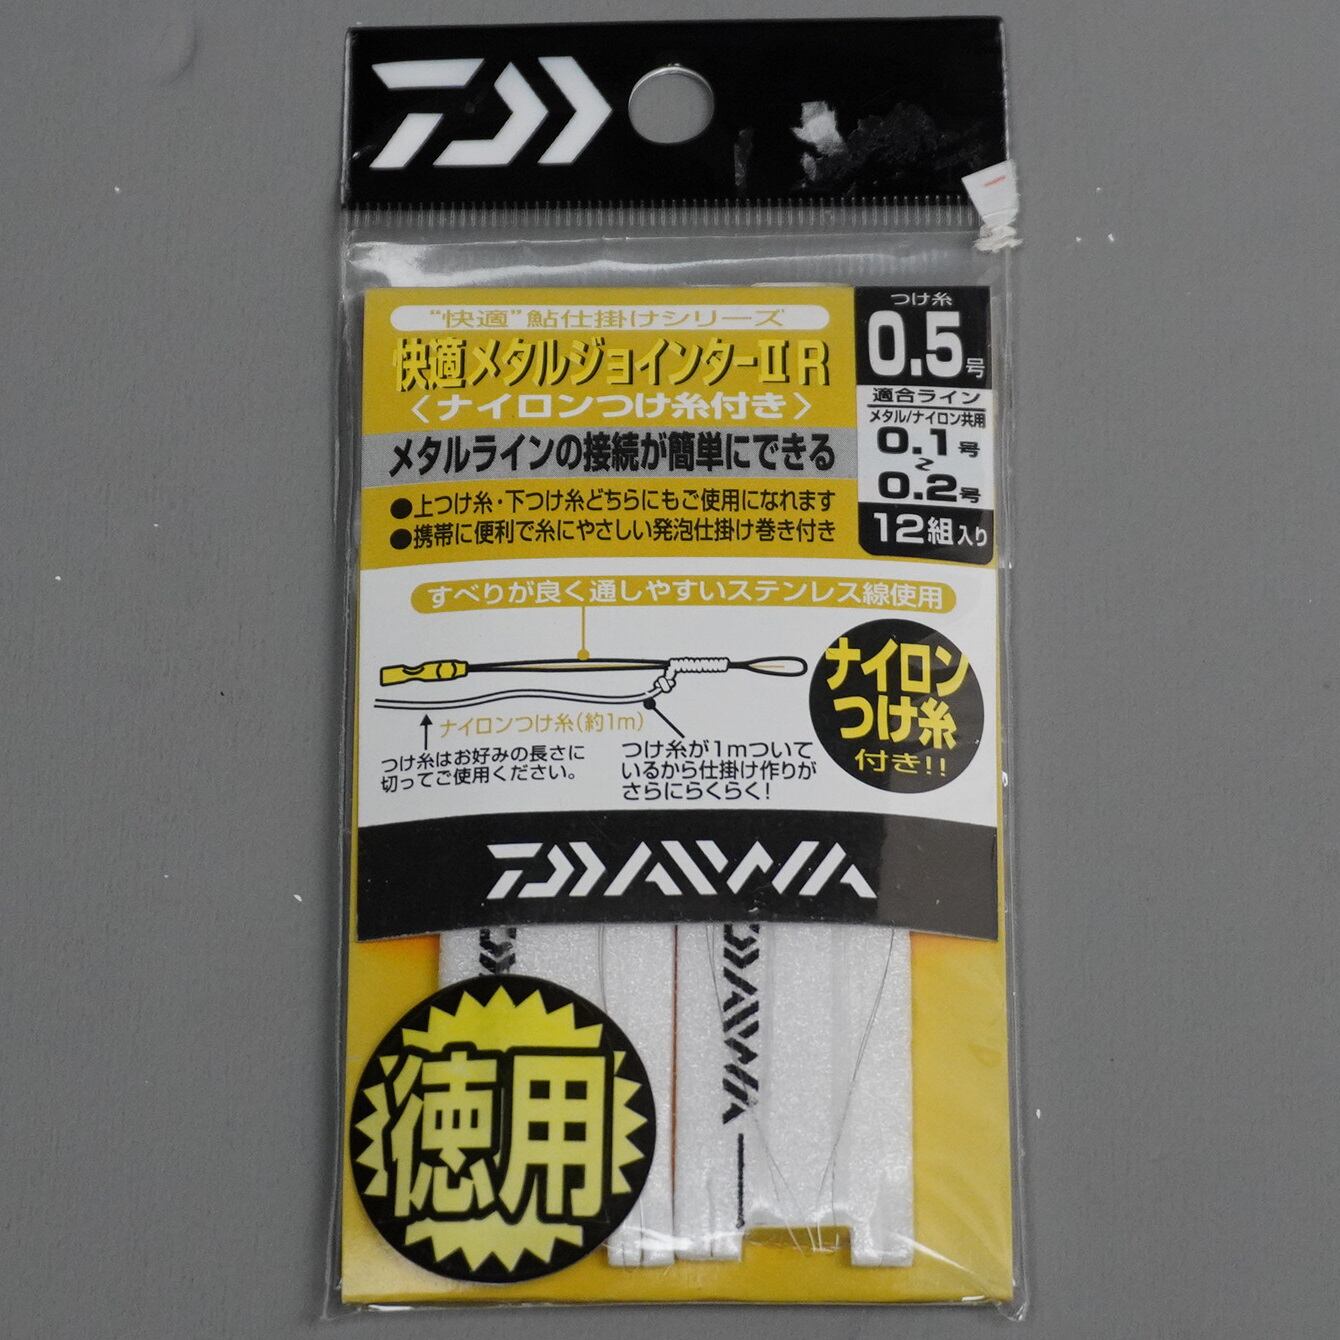 “快適”鮎仕掛けシリーズ
快適メタルジョインターⅡR
〈ナイロンつけ糸付き〉
メタルラインの接続が簡単にできる
●上つけ糸・下つけ糸どちらにもご使用になれます
●携帯に便利で糸にやさしい発泡仕掛け巻き付き
つけ糸
0.5号
適合ライン
メタル/ナイロン共用
0.1号
〜
0.2号
12組入り
すべりが良く通しやすいステンレス線使用
ナイロンつけ糸(約1m)
つけ糸はお好みの長さに
切ってご使用ください。
つけ糸が1mついて
いるから仕掛け作りが
さらにらくらく!
ナイロン
つけ糸
付き!!
DAIWA
DAIWA
徳用